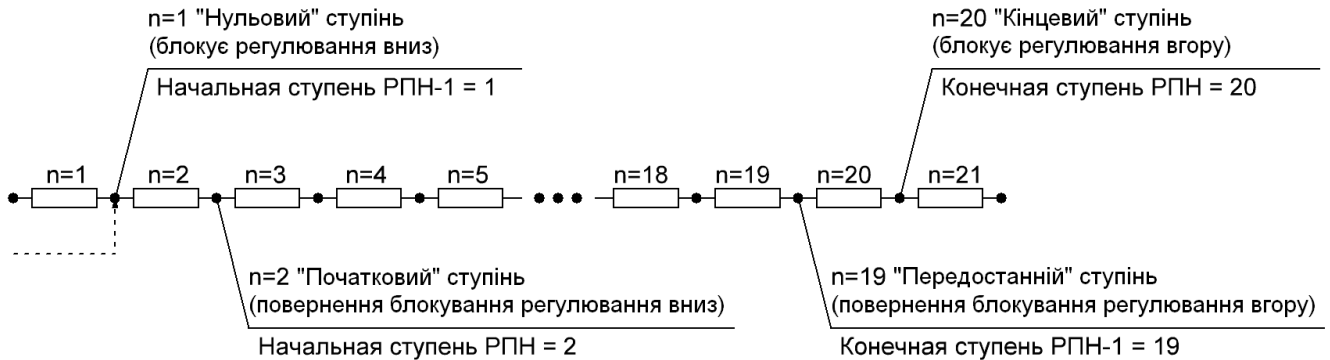 n=1 "Нульовий" ступінь
(блокує регулювання вниз)
Начальная ступень РПН-1 = 1
n=20 "Кінцевий" ступінь
(блокує регулювання вгору)
Конечная ступень РПН = 20
n=1 n=2 n=3 n=4 n=5 n=18 n=19 n=20 n=21
n=2 "Початковий" ступінь
(повернення блокування регулювання вниз)
Начальная ступень РПН = 2
n=19 "Передостанній" ступінь
(повернення блокування регулювання вгору)
Конечная ступень РПН-1 = 19